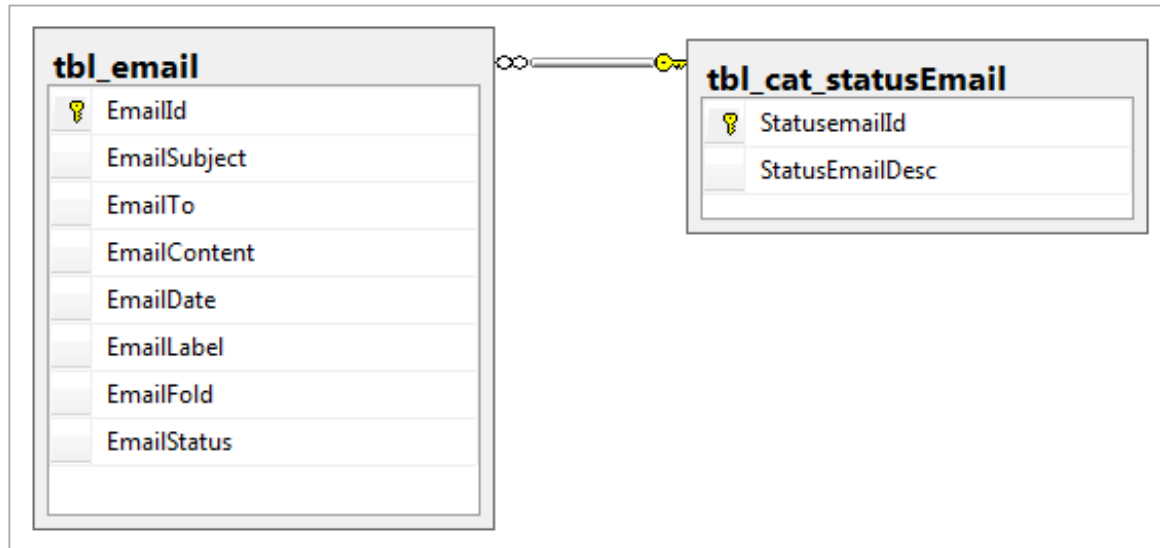 tbl_email
EmailId
EmailSubject
EmailTo
EmailContent
EmailDate
EmailLabel
EmailFold
EmailStatus
tbl_cat_statusEmail
StatusemailId
StatusEmailDesc